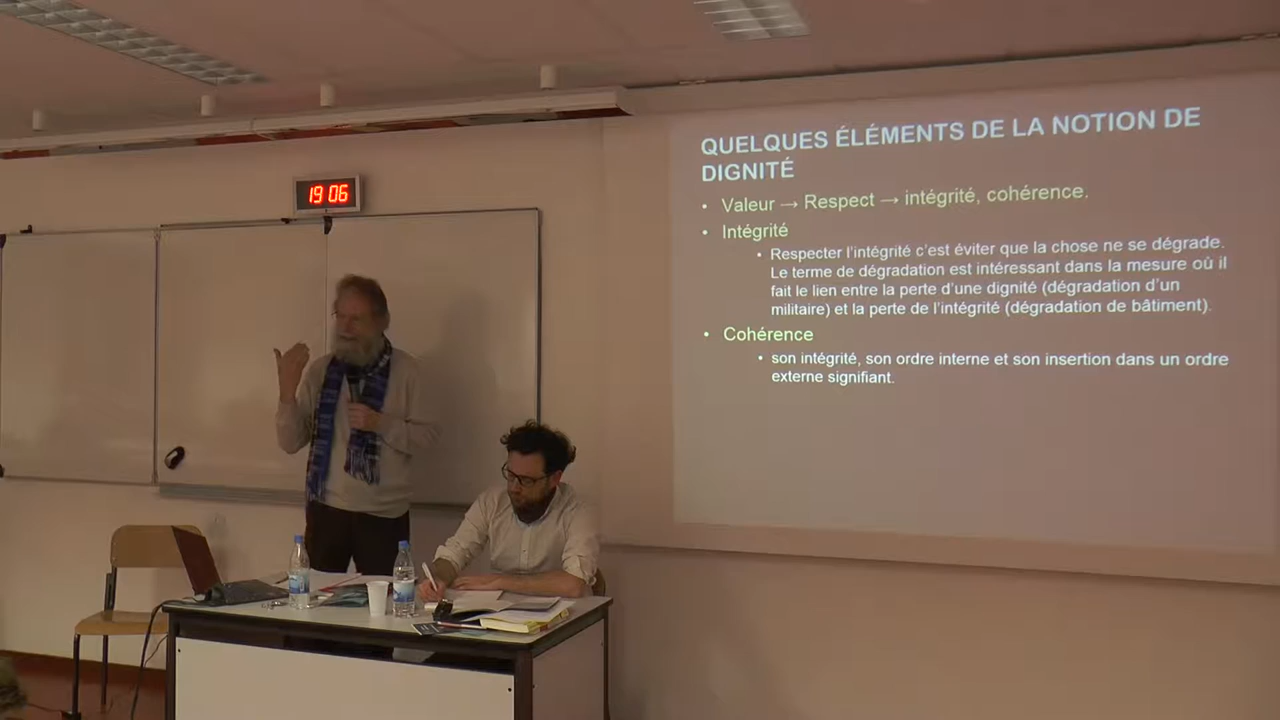 19 06
QUELQUES ÉLÉMENTS DE LA NOTION DE
DIGNITÉ
• Valeur → Respect → intégrité, cohérence.
• Intégrité
• Respecter l'intégrité c'est éviter que la chose ne se dégrade.
Le terme de dégradation est intéressant dans la mesure où il
fait le lien entre la perte d'une dignité (dégradation d'un
militaire) et la perte de l'intégrité (dégradation de bâtiment).
• Cohérence
• son intégrité, son ordre interne et son insertion dans un ordre
externe signifiant.